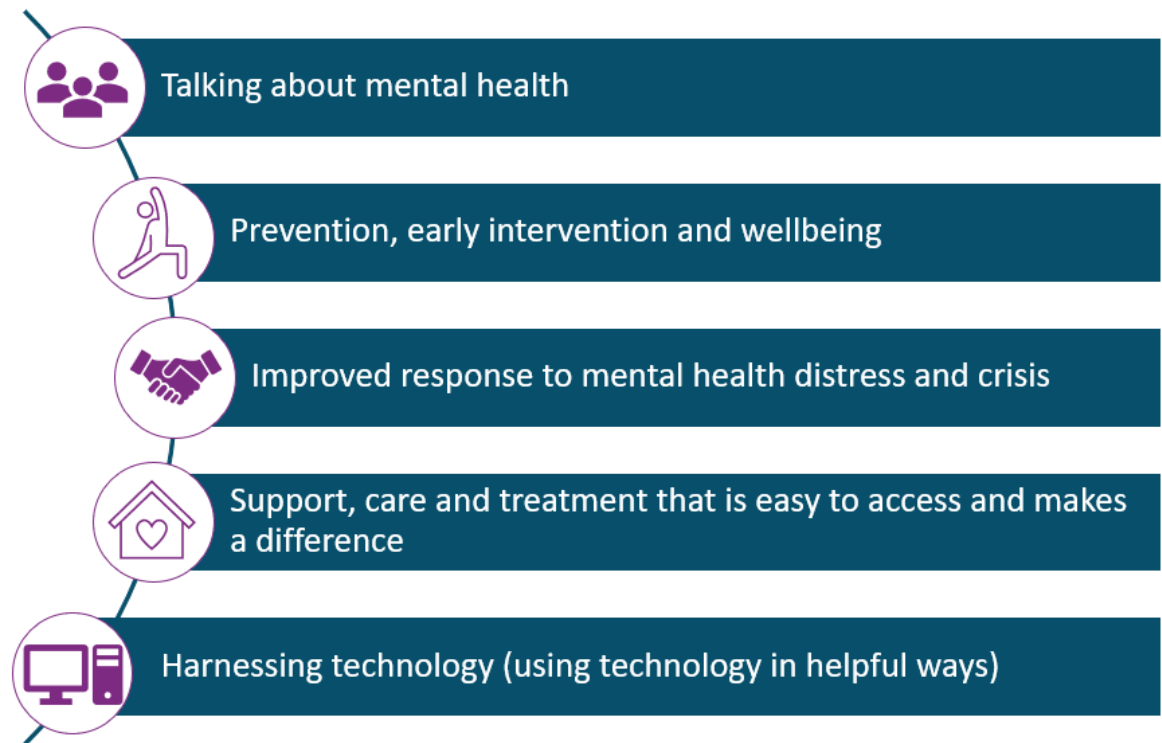 Talking about mental health
Prevention, early intervention and wellbeing
Improved response to mental health distress and crisis
Support, care and treatment that is easy to access and makes
a difference
Harnessing technology (using technology in helpful ways)